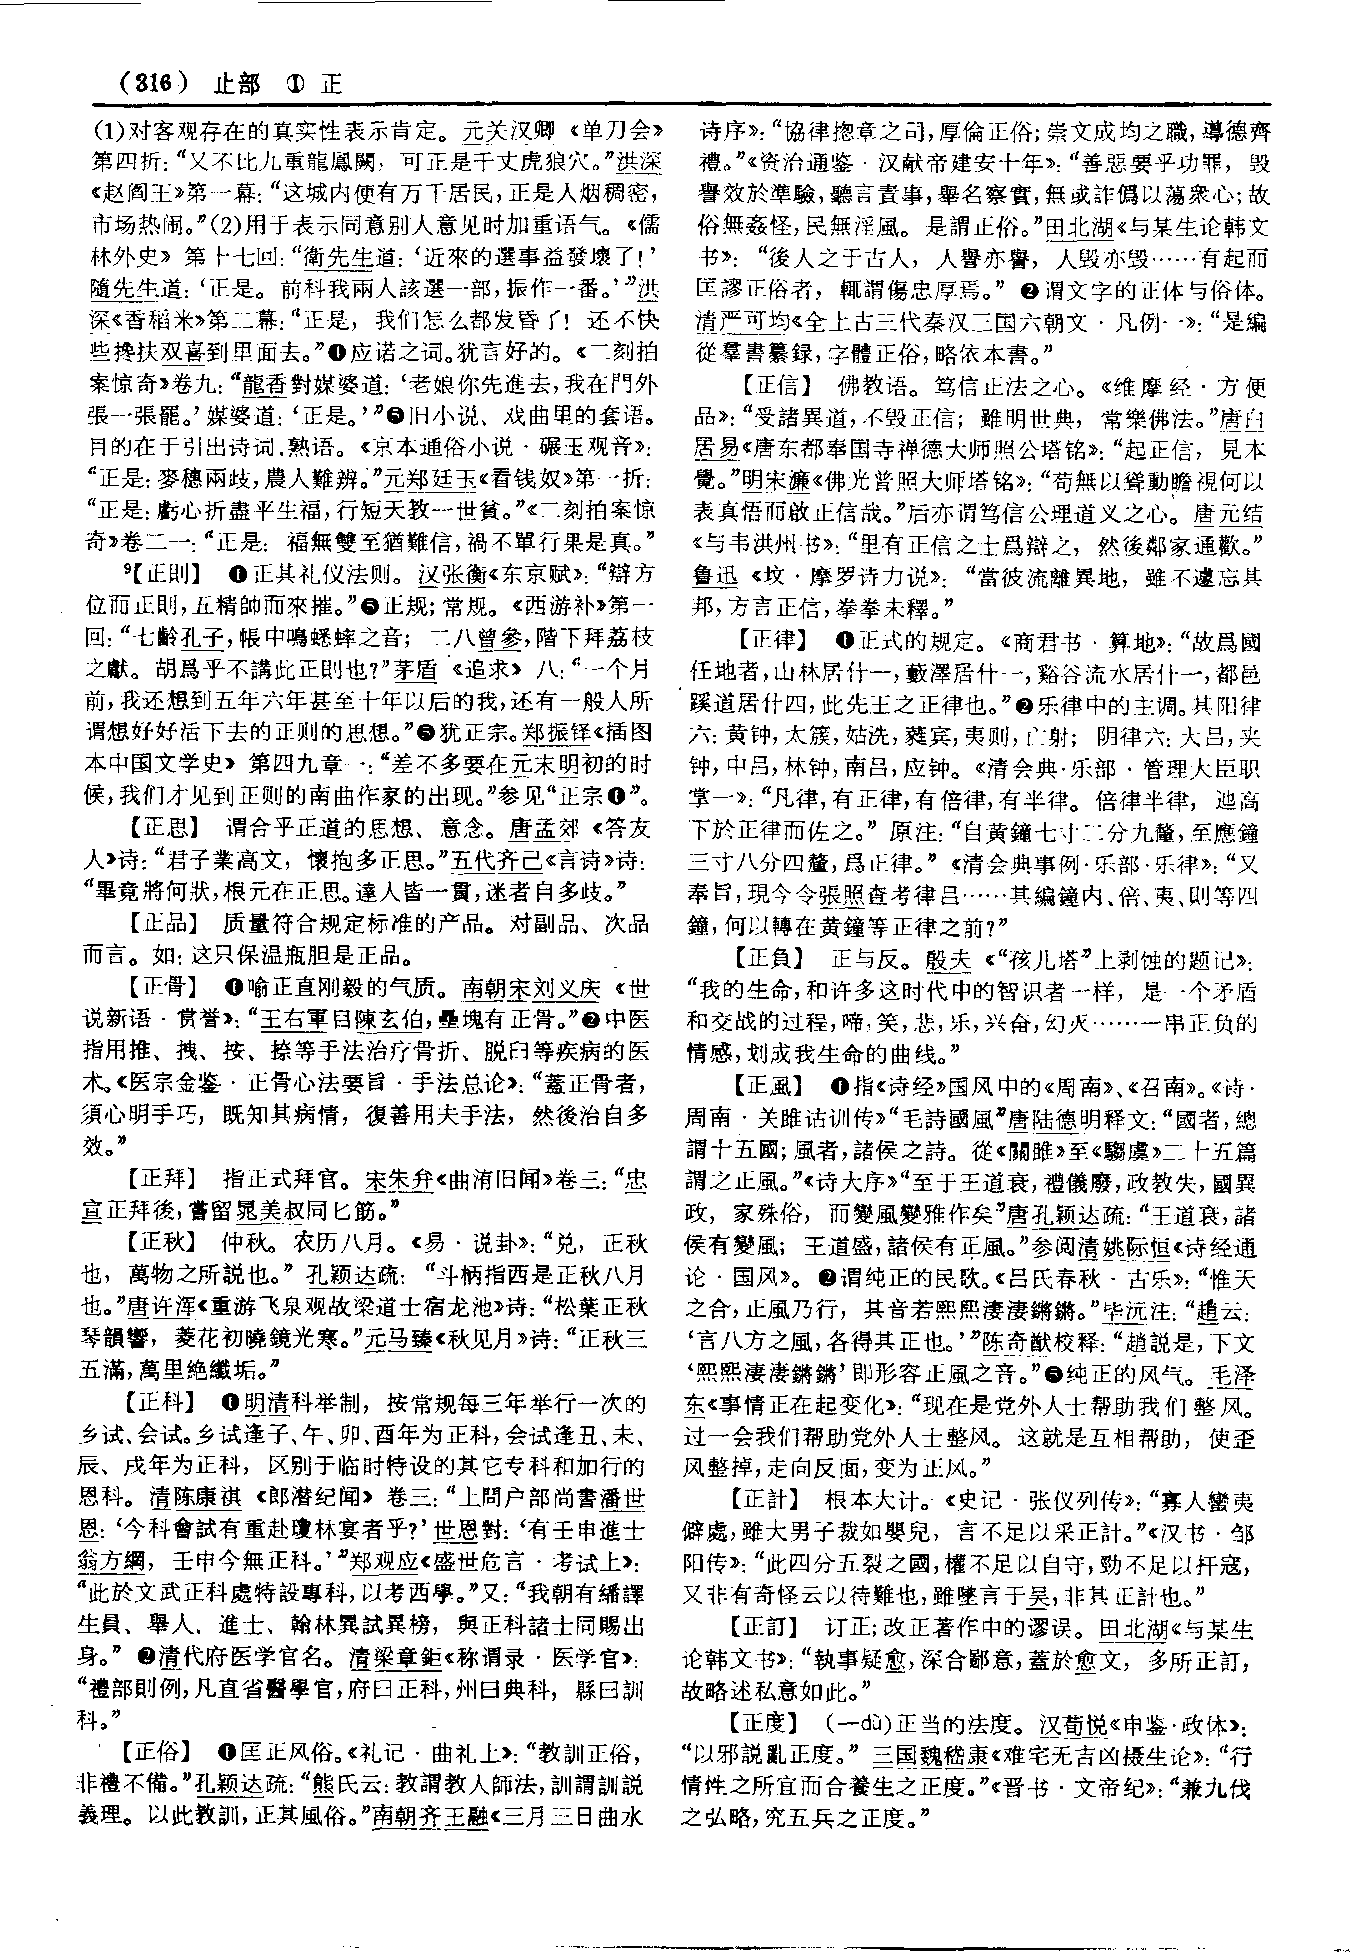 （316） 止部 ① 正
(1)对客观存在的真实性表示肯定。元关汉卿《单刀会》
第四折：“又不比九重龍鳳闕，可正是千丈虎狼穴。”洪深
《赵阎王》第一幕：“这城内便有万千居民，正是人烟稠密，
市场热闹。”(2)用于表示同意别人意见时加重语气。《儒
林外史》第十七回：“衛先生道：‘近來的選事益發壞了！’
隨先生道：‘正是。前科我兩人該選一部，振作一番。’”洪
深《香稻米》第二幕：“正是，我们怎么都发昏了！还不快
些搀扶双喜到里面去。”❹应诺之词。犹言好的。《二刻拍
案惊奇》卷九：“龍香對媒婆道：‘老娘你先進去，我在門外
張一張罷。’媒婆道：‘正是。’”❺旧小说、戏曲里的套语。
目的在于引出诗词、熟语。《京本通俗小说·碾玉观音》：
“正是：麥穗兩歧，農人難辨。”元郑廷玉《看钱奴》第一折：
“正是：虧心折盡平生福，行短天教一世貧。”《二刻拍案惊
奇》卷二一：“正是：福無雙至猶難信，禍不單行果是真。”
⁹【正則】 ❶正其礼仪法则。汉张衡《东京赋》：“辩方
位而正則，五精帥而來摧。”❷正规；常规。《西游补》第一
回：“七齡孔子，帳中鳴蟋蟀之音；二八曾參，階下拜荔枝
之獻。胡爲乎不講此正則也？”茅盾《追求》八：“一个月
前，我还想到五年六年甚至十年以后的我，还有一般人所
谓想好好活下去的正则的思想。”❸犹正宗。郑振铎《插图
本中国文学史》第四九章一：“差不多要在元末明初的时
候，我们才见到正则的南曲作家的出现。”参见“正宗❶”。
【正思】 谓合乎正道的思想、意念。唐孟郊《答友
人》诗：“君子業高文，懷抱多正思。”五代齐己《言诗》诗：
“畢竟將何狀，根元在正思。達人皆一貫，迷者自多歧。”
【正品】 质量符合规定标准的产品。对副品、次品
而言。如：这只保温瓶胆是正品。
【正骨】 ❶喻正直刚毅的气质。南朝宋刘义庆《世
说新语·赏誉》：“王右軍目陳玄伯，壘塊有正骨。”❷中医
指用推、拽、按、捺等手法治疗骨折、脱臼等疾病的医
术。《医宗金鉴·正骨心法要旨·手法总论》：“蓋正骨者，
須心明手巧，既知其病情，復善用夫手法，然後治自多
效。”
【正拜】 指正式拜官。宋朱弁《曲洧旧闻》卷三：“忠
宣正拜後，嘗留晁美叔同匕筯。”
【正秋】 仲秋。农历八月。《易·说卦》：“兑，正秋
也，萬物之所説也。”孔颖达疏：“斗柄指西是正秋八月
也。”唐许浑《重游飞泉观故梁道士宿龙池》诗：“松葉正秋
琴韻響，菱花初曉鏡光寒。”元马臻《秋见月》诗：“正秋三
五滿，萬里絶纖垢。”
【正科】 ❶明清科举制，按常规每三年举行一次的
乡试、会试。乡试逢子、午、卯、酉年为正科，会试逢丑、未、
辰、戌年为正科，区别于临时特设的其它专科和加行的
恩科。清陈康祺《郎潜纪闻》卷三：“上問户部尚書潘世
恩：‘今科會試有重赴瓊林宴者乎？’世恩對：‘有壬申進士
翁方綱，壬申今無正科。’”郑观应《盛世危言·考试上》：
“此於文武正科處特設專科，以考西學。”又：“我朝有繙譯
生員、舉人、進士、翰林異試異榜，與正科諸士同賜出
身。”❷清代府医学官名。清梁章鉅《称谓录·医学官》：
“禮部則例，凡直省醫學官，府曰正科，州曰典科，縣曰訓
科。”
【正俗】 ❶匡正风俗。《礼记·曲礼上》：“教訓正俗，
非禮不備。”孔颖达疏：“熊氏云：教謂教人師法，訓謂訓説
義理。以此教訓，正其風俗。”南朝齐王融《三月三日曲水
诗序》：“協律摠章之司，厚倫正俗；崇文成均之職，導德齊
禮。”《资治通鉴·汉献帝建安十年》：“善惡要乎功罪，毁
譽效於準驗，聽言責事，舉名察實，無或詐僞以蕩衆心；故
俗無姦怪，民無淫風。是謂正俗。”田北湖《与某生论韩文
书》：“後人之于古人，人譽亦譽，人毁亦毁……有起而
匡謬正俗者，輒謂傷忠厚焉。”❷谓文字的正体与俗体。
清严可均《全上古三代秦汉三国六朝文·凡例一》：“是編
從羣書纂録，字體正俗，略依本書。”
【正信】 佛教语。笃信正法之心。《维摩经·方便
品》：“受諸異道，不毀正信；雖明世典，常樂佛法。”唐白
居易《唐东都奉国寺禅德大师照公塔铭》：“起正信，見本
覺。”明宋濂《佛光普照大师塔铭》：“苟無以聳動瞻視何以
表真悟而啟正信哉。”后亦谓笃信公理道义之心。唐元结
《与韦洪州书》：“里有正信之士爲辯之，然後鄰家通歡。”
鲁迅《坟·摩罗诗力说》：“當彼流離異地，雖不遽忘其
邦，方言正信，拳拳未釋。”
【正律】 ❶正式的规定。《商君书·算地》：“故爲國
任地者，山林居什一，藪澤居什一，谿谷流水居什一，都邑
蹊道居什四，此先王之正律也。”❷乐律中的主调。其阳律
六：黄钟，太簇，姑洗，蕤宾，夷则，亡射；阴律六：大吕，夹
钟，中吕，林钟，南吕，应钟。《清会典·乐部·管理大臣职
掌一》：“凡律，有正律，有倍律，有半律。倍律半律，迆高
下於正律而佐之。”原注：“自黄鐘七寸二分九釐，至應鐘
三寸八分四釐，爲正律。”《清会典事例·乐部·乐律》：“又
奉旨，現今令張照查考律吕……其編鐘内、倍、夷、則等四
鐘，何以轉在黄鐘等正律之前？”
【正負】 正与反。殷夫《“孩儿塔”上剥蚀的题记》：
“我的生命，和许多这时代中的智识者一样，是一个矛盾
和交战的过程，啼，笑，悲，乐，兴奋，幻灭……一串正负的
情感，划成我生命的曲线。”
【正風】 ❶指《诗经》国风中的《周南》、《召南》。《诗·
周南·关雎诂训传》“毛詩國風”唐陆德明释文：“國者，總
謂十五國；風者，諸侯之詩。從《關雎》至《騶虞》二十五篇
謂之正風。”《诗大序》“至于王道衰，禮儀廢，政教失，國異
政，家殊俗，而變風變雅作矣”唐孔颖达疏：“王道衰，諸
侯有變風；王道盛，諸侯有正風。”参阅清姚际恒《诗经通
论·国风》。❷谓纯正的民歌。《吕氏春秋·古乐》：“惟天
之合，正風乃行，其音若熙熙淒淒鏘鏘。”毕沅注：“趙云：
‘言八方之風，各得其正也。’”陈奇猷校释：“趙説是，下文
‘熙熙淒淒鏘鏘’即形容正風之音。”❸纯正的风气。毛泽
东《事情正在起变化》：“现在是党外人士帮助我们整风。
过一会我们帮助党外人士整风。这就是互相帮助，使歪
风整掉，走向反面，变为正风。”
【正計】 根本大计。《史记·张仪列传》：“寡人蠻夷
僻處，雖大男子裁如嬰兒，言不足以采正計。”《汉书·邹
阳传》：“此四分五裂之國，權不足以自守，勁不足以扞寇，
又非有奇怪云以待難也，雖墜言于吴，非其正計也。”
【正訂】 订正；改正著作中的谬误。田北湖《与某生
论韩文书》：“執事疑愈，深合鄙意，蓋於愈文，多所正訂，
故略述私意如此。”
【正度】 （—dù）正当的法度。汉荀悦《申鉴·政体》：
“以邪説亂正度。”三国魏嵇康《难宅无吉凶摄生论》：“行
情性之所宜而合養生之正度。”《晋书·文帝纪》：“兼九伐
之弘略，究五兵之正度。”